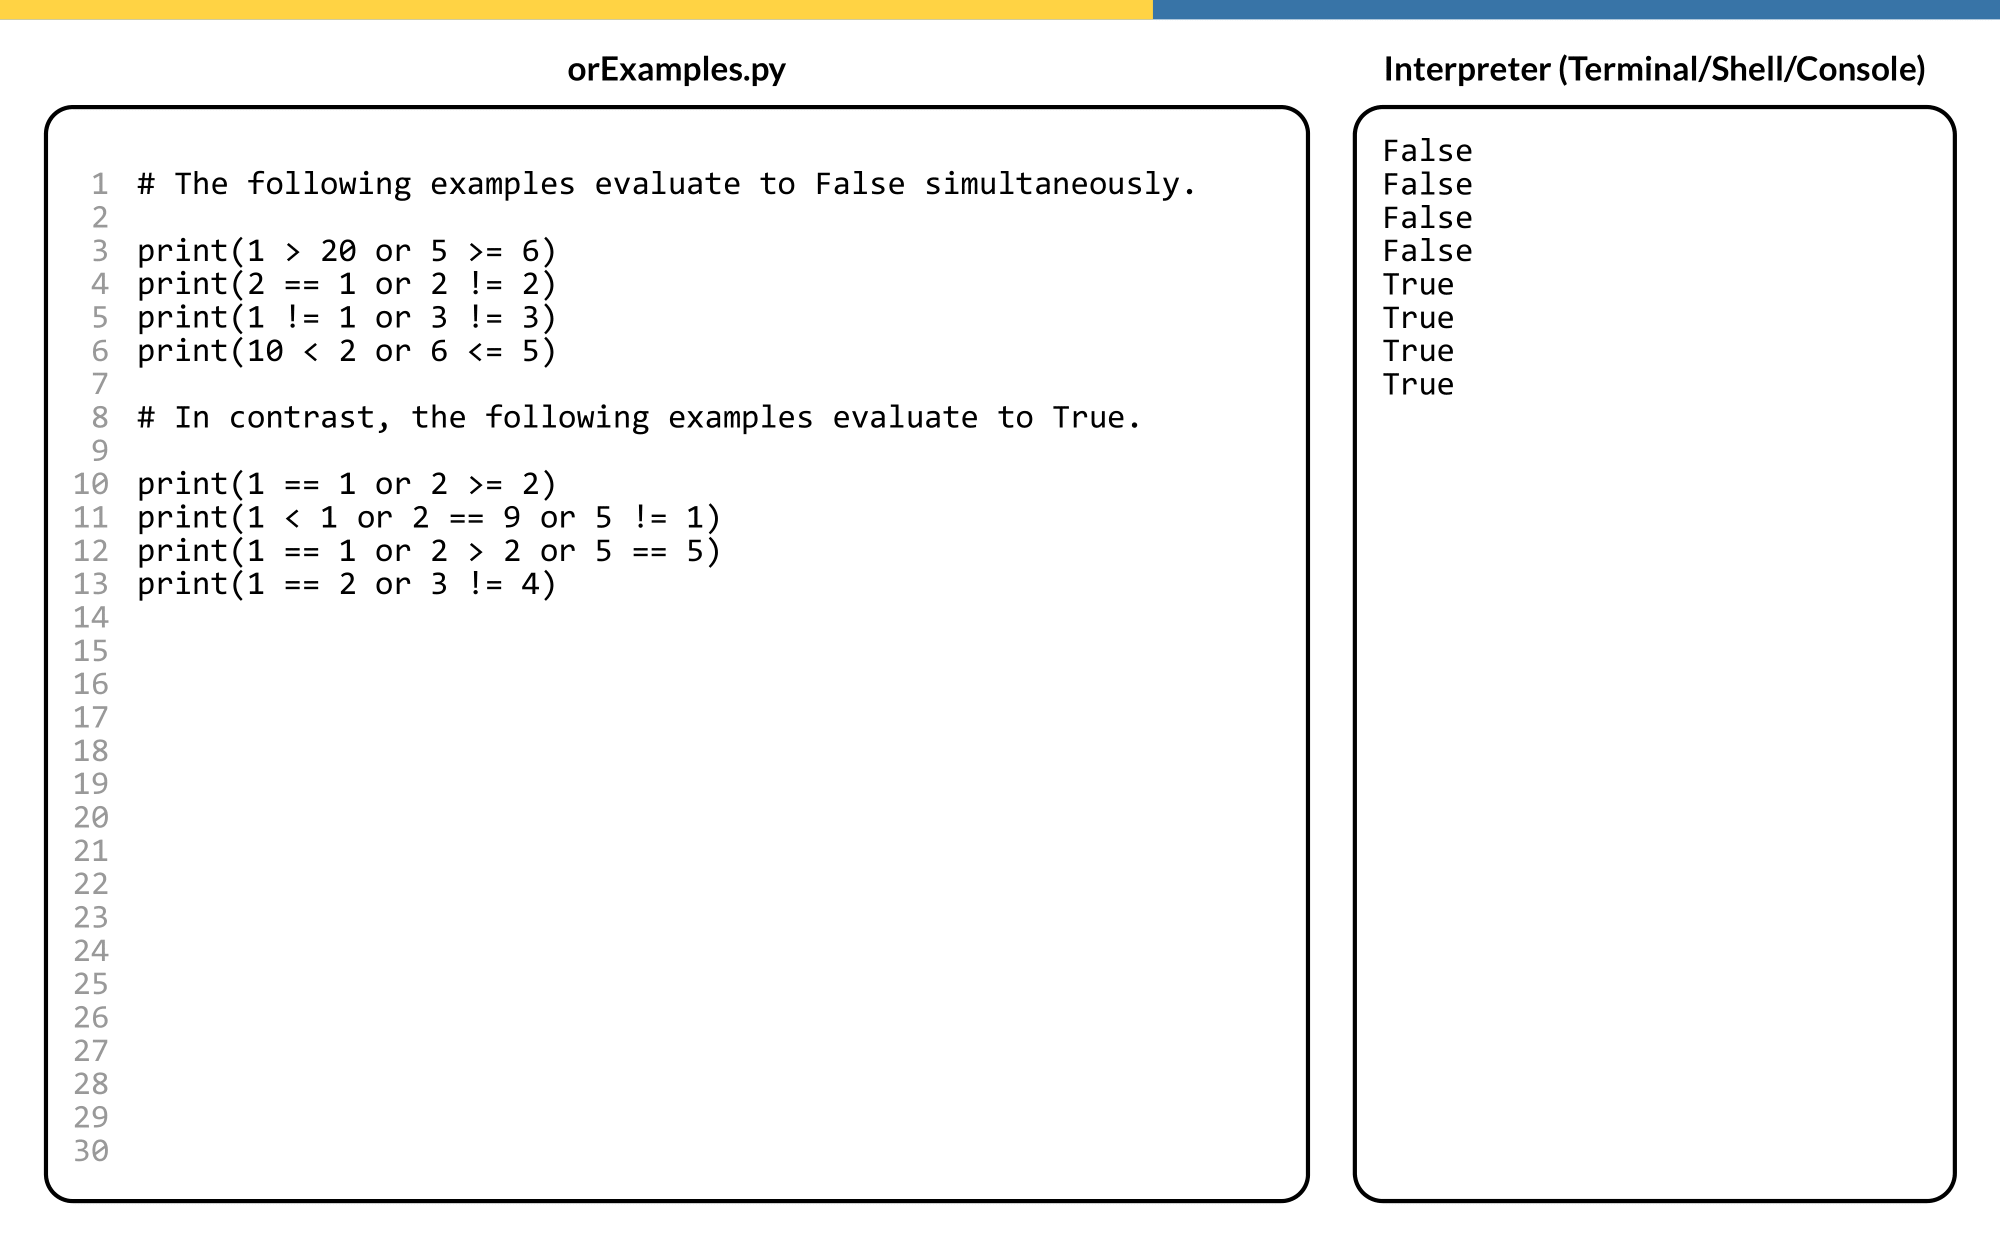 orExamples.py
1 # The following examples evaluate to False simultaneously.
2
3 print(1 > 20 or 5 >= 6)
4 print(2 == 1 or 2 != 2)
5 print(1 != 1 or 3 != 3)
6 print(10 < 2 or 6 <= 5)
7
8 # In contrast, the following examples evaluate to True.
9
10 print(1 == 1 or 2 >= 2)
11 print(1 < 1 or 2 == 9 or 5 != 1)
12 print(1 == 1 or 2 > 2 or 5 == 5)
13 print(1 == 2 or 3 != 4)
14
15
16
17
18
19
20
21
22
23
24
25
26
27
28
29
30
Interpreter (Terminal/Shell/Console)
False
False
False
False
True
True
True
True